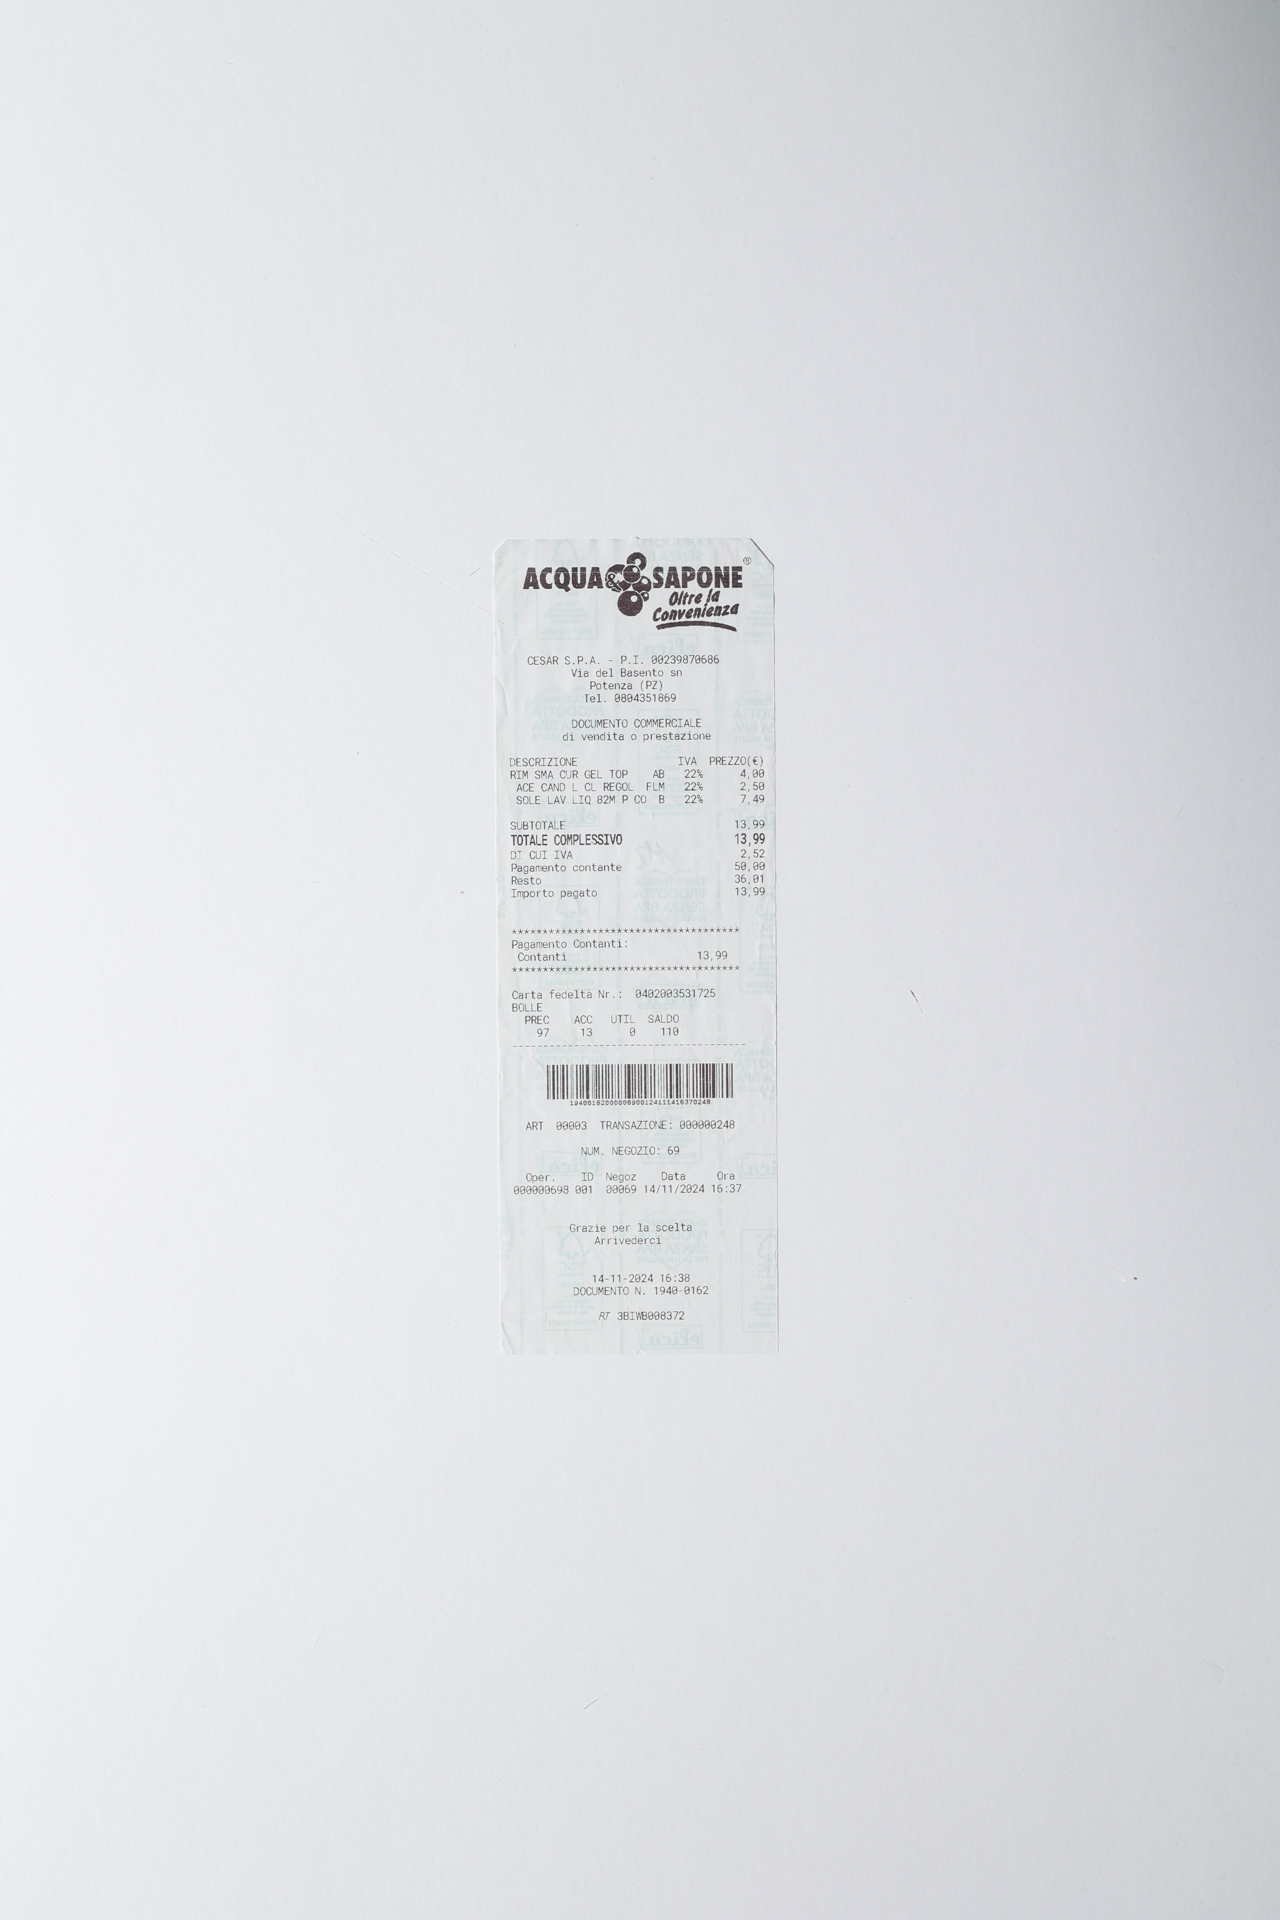 ACQUA & SAPONE ®
Oltre la
Convenienza
CESAR S.P.A. - P.I. 00239870686
Via del Basento sn
Potenza (PZ)
Tel. 0804351869
DOCUMENTO COMMERCIALE
di vendita o prestazione
DESCRIZIONE IVA PREZZO(€)
RIM SMA CUR GEL TOP AB 22% 4,00
ACE CAND L CL REGOL FLM 22% 2,50
SOLE LAV LIQ 82M P CO B 22% 7,49
SUBTOTALE 13,99
TOTALE COMPLESSIVO 13,99
DI CUI IVA 2,52
Pagamento contante 50,00
Resto 36,01
Importo pagato 13,99
*************************************
Pagamento Contanti:
Contanti 13,99
*************************************
Carta fedelta Nr.: 0402003531725
BOLLE
PREC ACC UTIL SALDO
97 13 0 110
--------------------------------------
ART 00003 TRANSAZIONE: 000000248
NUM. NEGOZIO: 69
Oper. ID Negoz Data Ora
000000698 001 00069 14/11/2024 16:37
Grazie per la scelta
Arrivederci
14-11-2024 16:38
DOCUMENTO N. 1940-0162
RT 3BIWB008372